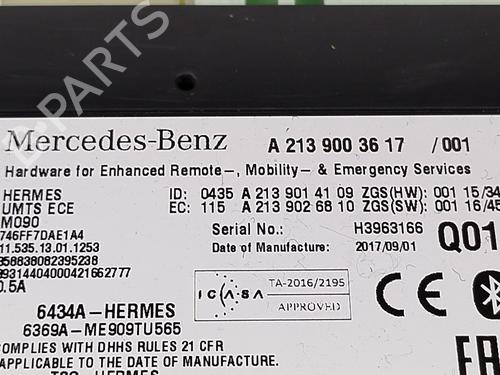 Mercedes-Benz A 213 900 36 17 /001
Hardware for Enhanced Remote-, Mobility- & Emergency Services
HERMES ID: 0435 A 213 901 41 09 ZGS(HW): 001 15/34
UMTS ECE EC: 115 A 213 902 68 10 ZGS(SW): 001 16/45
M090 Serial No.: H3963166 Q01
746FF7DAE1A4 Date of Manufacture: 2017/09/01
11.535.13.01.1253
358838082395238
89314404000421662777
0.5A
ICASA TA-2016/2195
APPROVED
CE
6434A-HERMES
6369A-ME909TU565
COMPLIES WITH DHHS RULES 21 CFR
APPLICABLE TO THE DATE OF MANUFACTURE.
EAC
B-PARTS